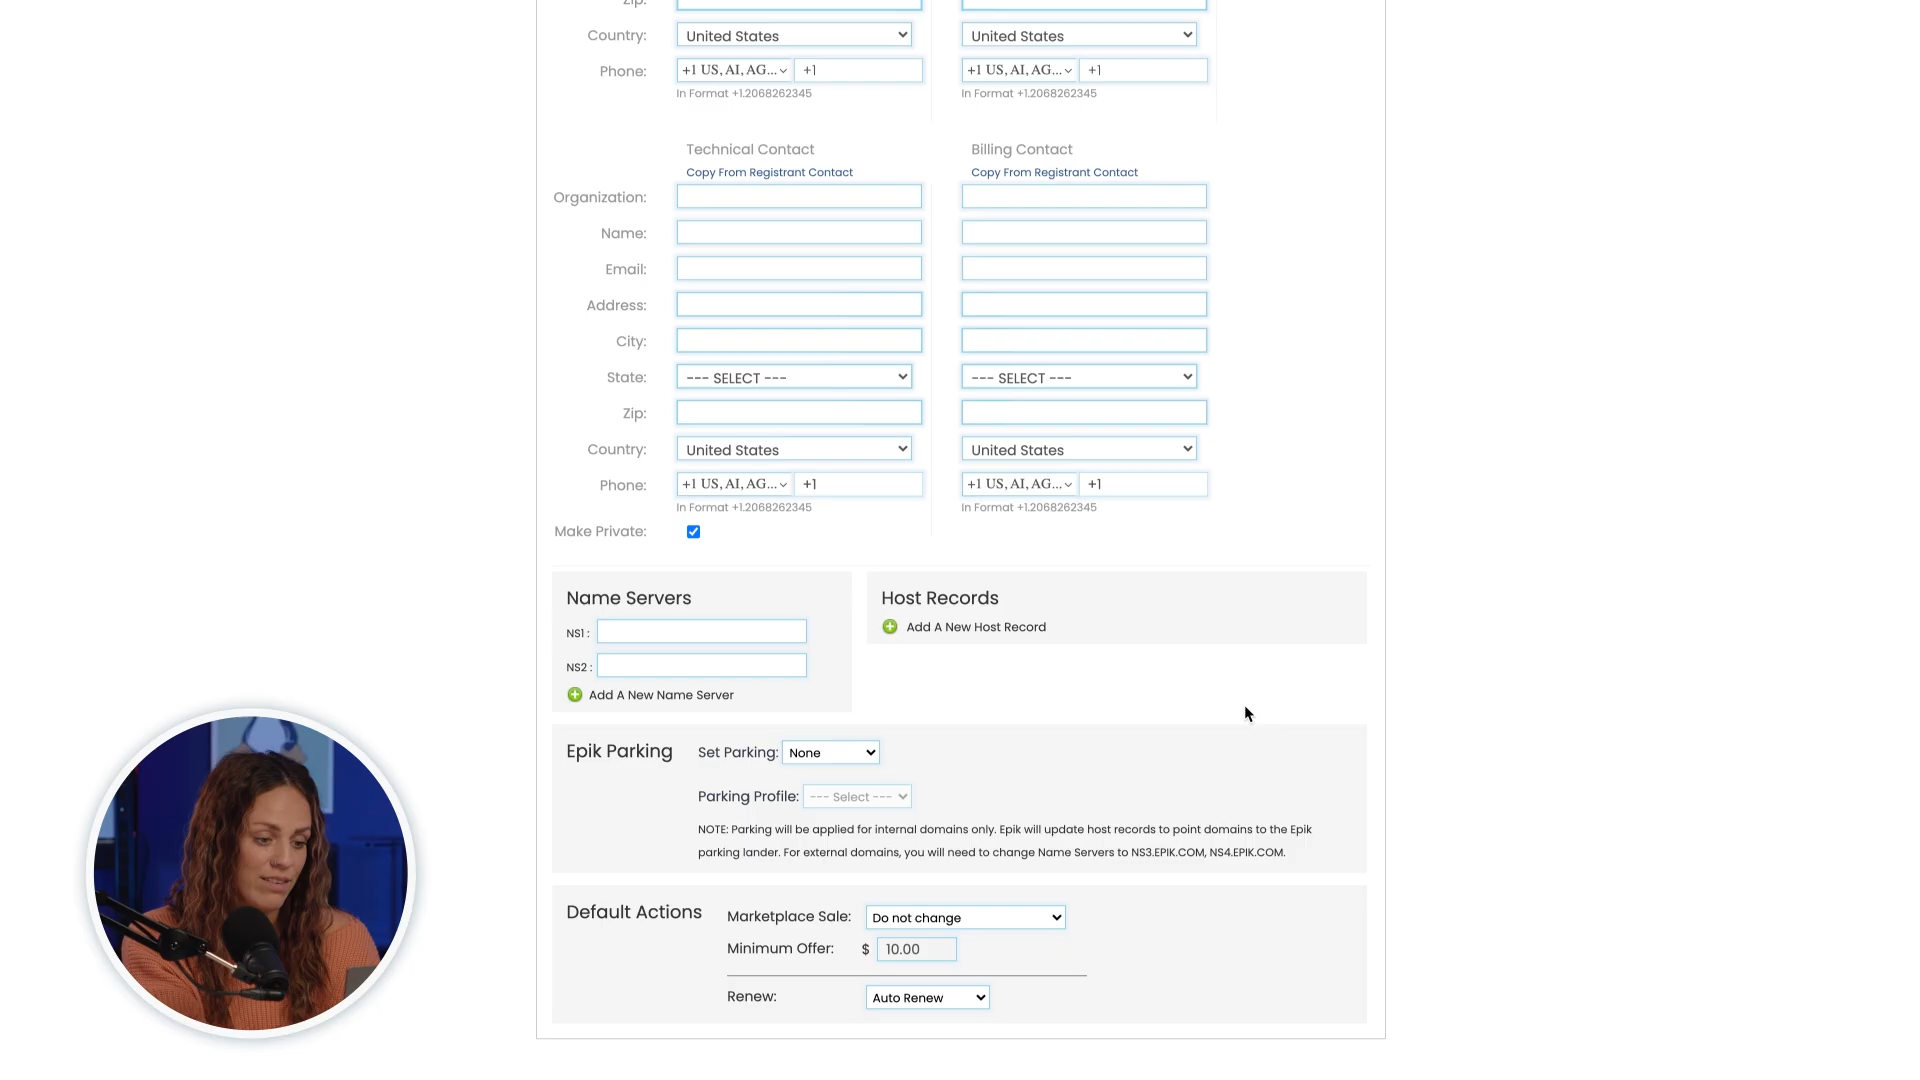 Zip:
Country: United States United States
Phone: +1 US, AI, AG... +1 +1 US, AI, AG... +1
In Format +1.2068262345 In Format +1.2068262345
Technical Contact Billing Contact
Copy From Registrant Contact Copy From Registrant Contact
Organization:
Name:
Email:
Address:
City:
State: --- SELECT --- --- SELECT ---
Zip:
Country: United States United States
Phone: +1 US, AI, AG... +1 +1 US, AI, AG... +1
In Format +1.2068262345 In Format +1.2068262345
Make Private:
Name Servers
NS1 :
NS2 :
Add A New Name Server
Host Records
Add A New Host Record
Epik Parking Set Parking: None
Parking Profile: --- Select ---
NOTE: Parking will be applied for internal domains only. Epik will update host records to point domains to the Epik
parking lander. For external domains, you will need to change Name Servers to NS3.EPIK.COM, NS4.EPIK.COM.
Default Actions Marketplace Sale: Do not change
Minimum Offer: $ 10.00
Renew: Auto Renew